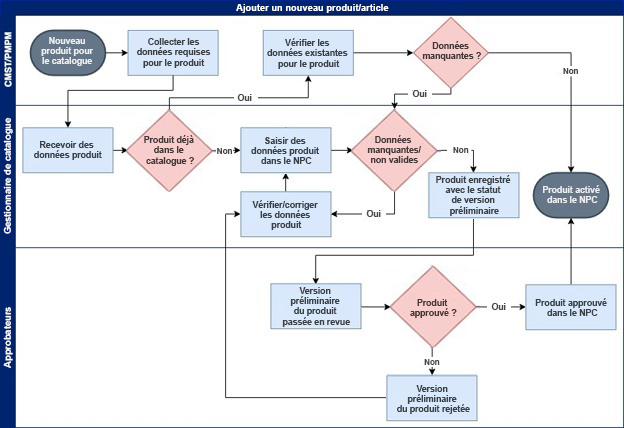 Ajouter un nouveau produit/article
CMST/PMPM
Nouveau
produit pour
le catalogue
Collecter les
données requises
pour le produit
Vérifier les
données existantes
pour le produit
Données
manquantes ?
Non
Oui
Oui
Gestionnaire de catalogue
Recevoir des
données produit
Produit déjà
dans le
catalogue ?
Non
Saisir des
données produit
dans le NPC
Données
manquantes/
non valides
Non
Produit enregistré
avec le statut
de version
préliminaire
Produit activé
dans le NPC
Vérifier/corriger
les données
produit
Oui
Approbateurs
Version
préliminaire
du produit
passée en revue
Produit
approuvé ?
Oui
Produit approuvé
dans le NPC
Non
Version
préliminaire
du produit rejetée